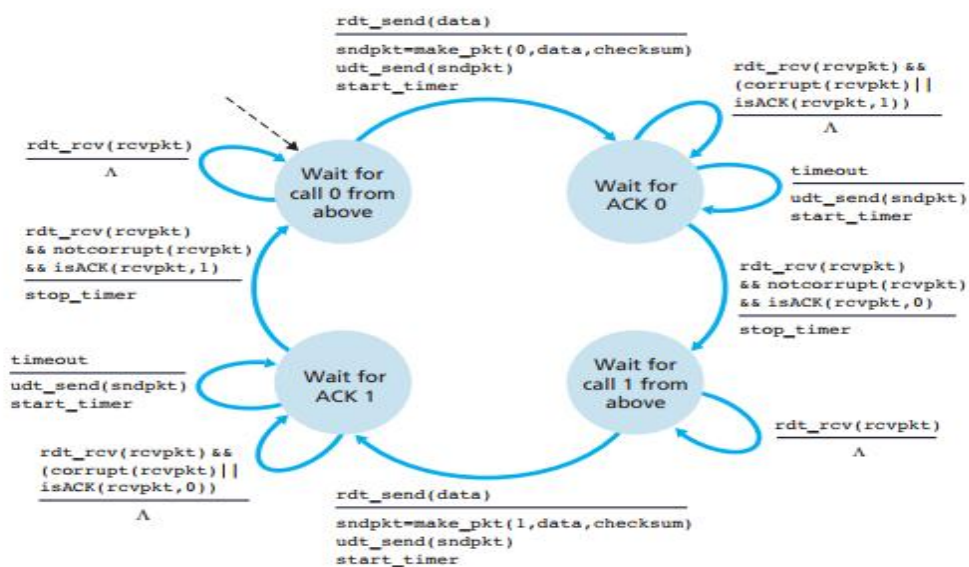 rdt_send(data)
sndpkt=make_pkt(0,data,checksum)
udt_send(sndpkt)
start_timer
rdt_rcv(rcvpkt) &&
(corrupt(rcvpkt)||
isACK(rcvpkt,1))
Λ
rdt_rcv(rcvpkt)
Λ
Wait for
call 0 from
above
Wait for
ACK 0
timeout
udt_send(sndpkt)
start_timer
rdt_rcv(rcvpkt)
&& notcorrupt(rcvpkt)
&& isACK(rcvpkt,1)
stop_timer
rdt_rcv(rcvpkt)
&& notcorrupt(rcvpkt)
&& isACK(rcvpkt,0)
stop_timer
timeout
udt_send(sndpkt)
start_timer
Wait for
ACK 1
Wait for
call 1 from
above
rdt_rcv(rcvpkt)
Λ
rdt_rcv(rcvpkt) &&
(corrupt(rcvpkt)||
isACK(rcvpkt,0))
Λ
rdt_send(data)
sndpkt=make_pkt(1,data,checksum)
udt_send(sndpkt)
start_timer